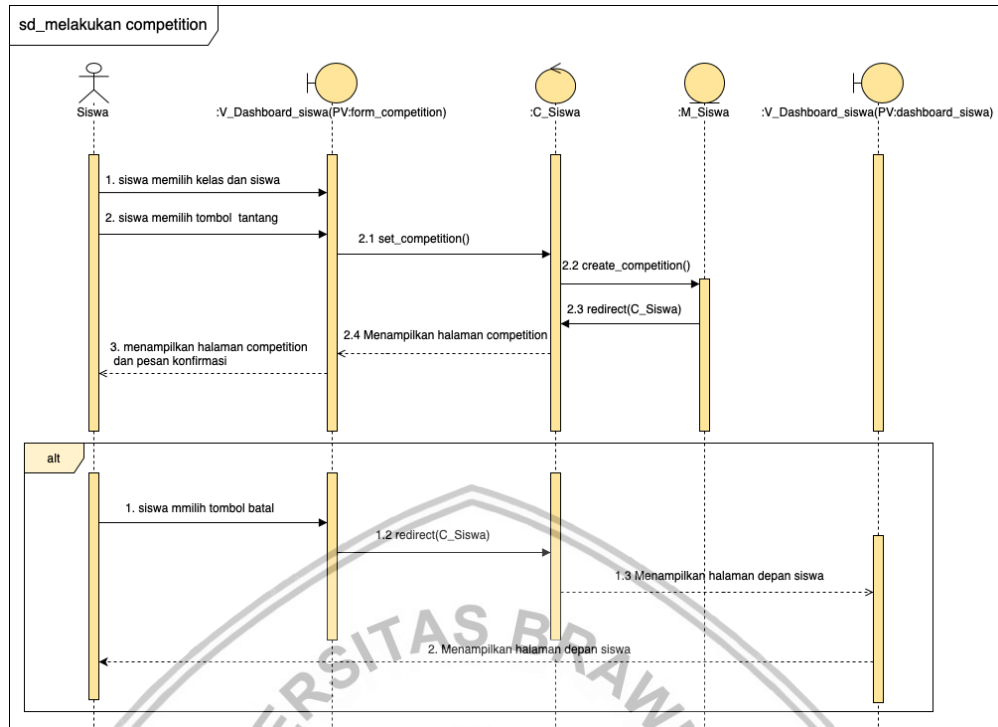 sd_melakukan competition
Siswa
:V_Dashboard_siswa(PV:form_competition)
:C_Siswa
:M_Siswa
:V_Dashboard_siswa(PV:dashboard_siswa)
1. siswa memilih kelas dan siswa
2. siswa memilih tombol tantang
2.1 set_competition()
2.2 create_competition()
2.3 redirect(C_Siswa)
2.4 Menampilkan halaman competition
3. menampilkan halaman competition
dan pesan konfirmasi
alt
1. siswa mmilih tombol batal
1.2 redirect(C_Siswa)
1.3 Menampilkan halaman depan siswa
2. Menampilkan halaman depan siswa